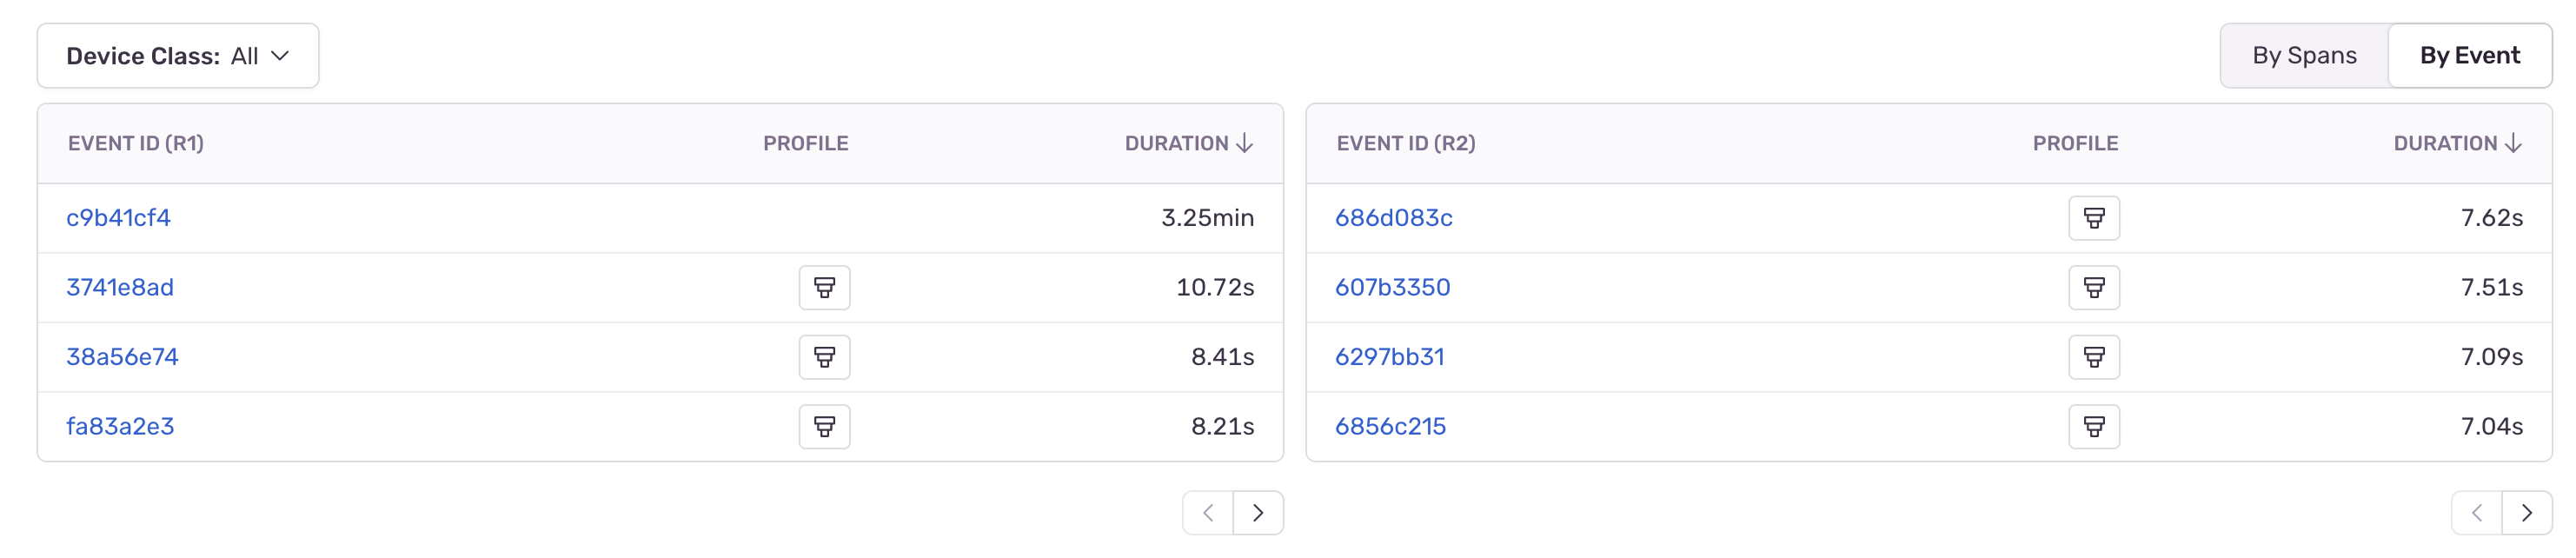 Device Class: All
By Spans
By Event
EVENT ID (R1) PROFILE DURATION
c9b41cf4 3.25min
3741e8ad 10.72s
38a56e74 8.41s
fa83a2e3 8.21s
EVENT ID (R2) PROFILE DURATION
686d083c 7.62s
607b3350 7.51s
6297bb31 7.09s
6856c215 7.04s